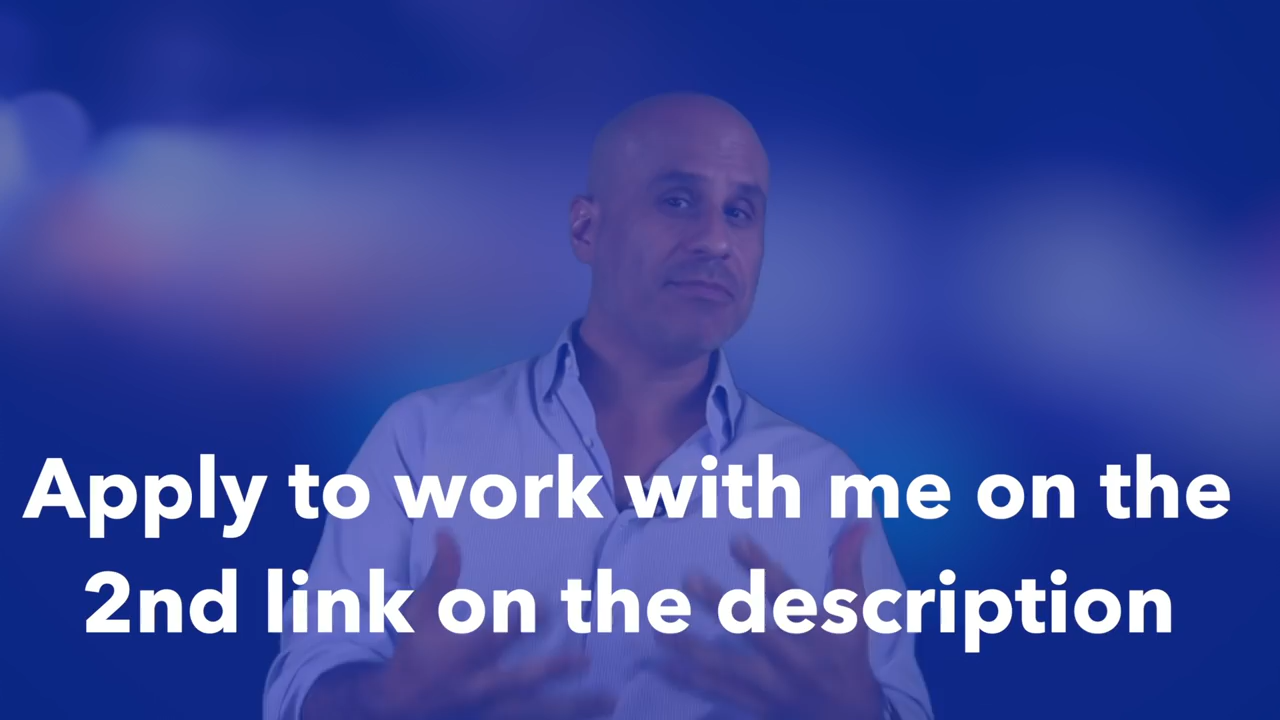 Apply to work with me on the
2nd link on the description